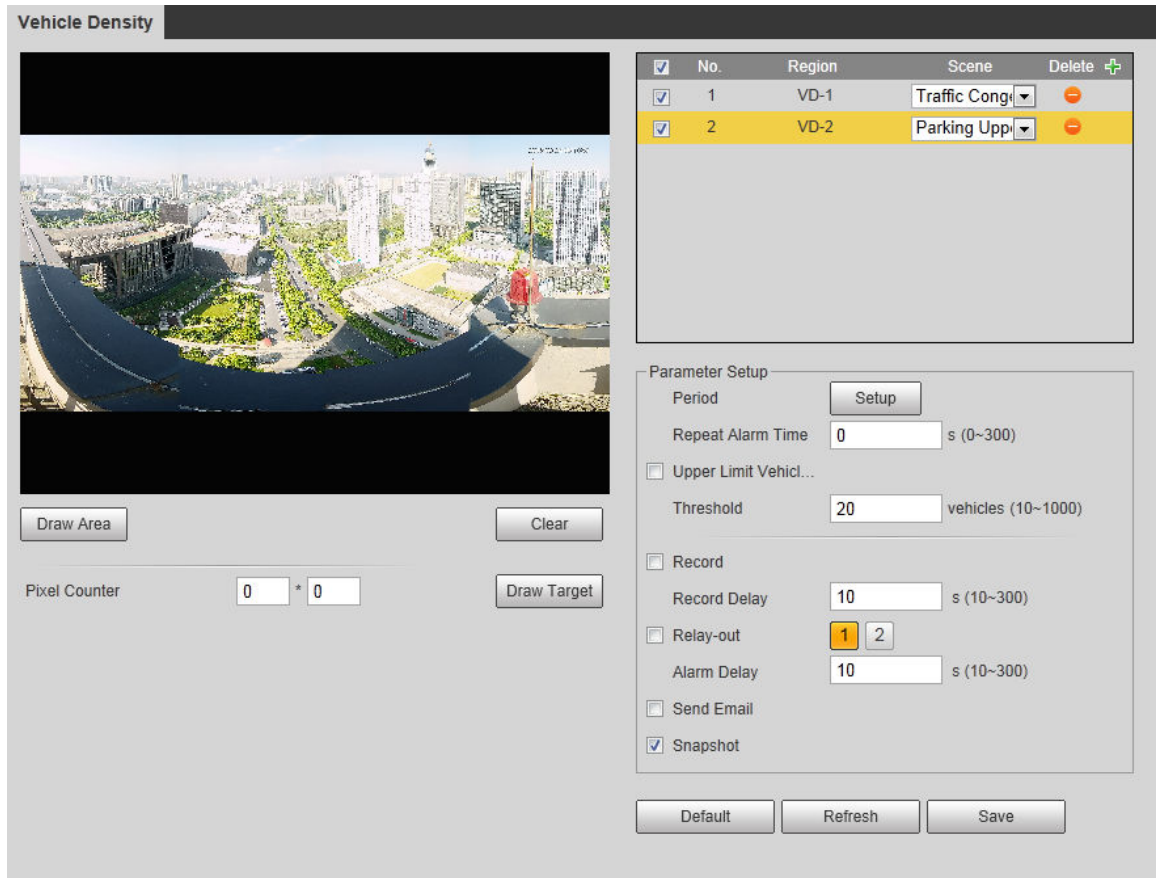 Vehicle Density
No. Region Scene Delete
1 VD-1 Traffic Cong
2 VD-2 Parking Upp
Draw Area
Clear
Pixel Counter 0 * 0 Draw Target
Parameter Setup
Period Setup
Repeat Alarm Time 0 s (0~300)
Upper Limit Vehicl...
Threshold 20 vehicles (10~1000)
Record
Record Delay 10 s (10~300)
Relay-out 1 2
Alarm Delay 10 s (10~300)
Send Email
Snapshot
Default Refresh Save